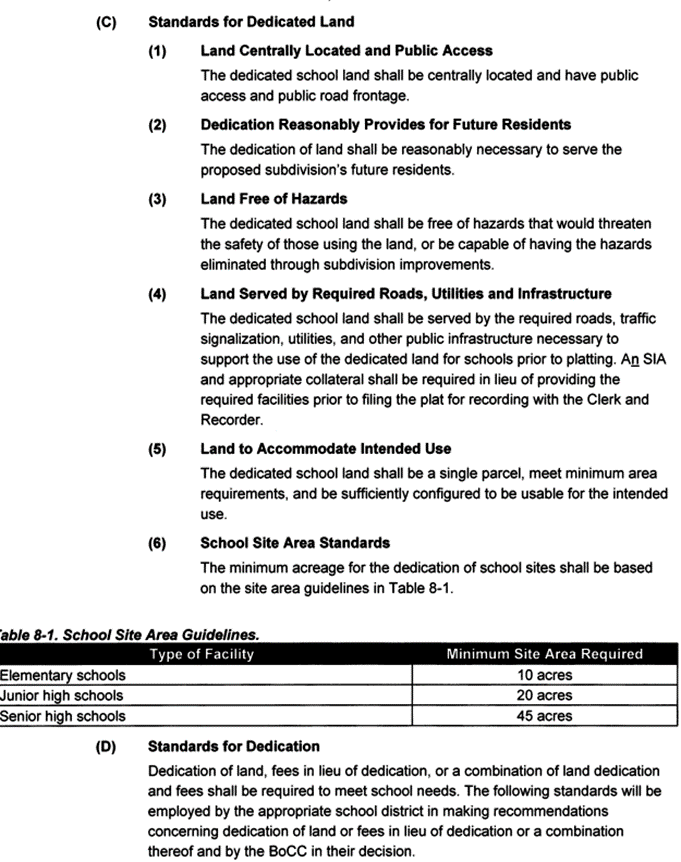 (C) Standards for Dedicated Land
(1) Land Centrally Located and Public Access
The dedicated school land shall be centrally located and have public
access and public road frontage.
(2) Dedication Reasonably Provides for Future Residents
The dedication of land shall be reasonably necessary to serve the
proposed subdivision's future residents.
(3) Land Free of Hazards
The dedicated school land shall be free of hazards that would threaten
the safety of those using the land, or be capable of having the hazards
eliminated through subdivision improvements.
(4) Land Served by Required Roads, Utilities and Infrastructure
The dedicated school land shall be served by the required roads, traffic
signalization, utilities, and other public infrastructure necessary to
support the use of the dedicated land for schools prior to platting. An SIA
and appropriate collateral shall be required in lieu of providing the
required facilities prior to filing the plat for recording with the Clerk and
Recorder.
(5) Land to Accommodate Intended Use
The dedicated school land shall be a single parcel, meet minimum area
requirements, and be sufficiently configured to be usable for the intended
use.
(6) School Site Area Standards
The minimum acreage for the dedication of school sites shall be based
on the site area guidelines in Table 8-1.
able 8-1. School Site Area Guidelines.
Type of Facility Minimum Site Area Required
Elementary schools 10 acres
Junior high schools 20 acres
Senior high schools 45 acres
(D) Standards for Dedication
Dedication of land, fees in lieu of dedication, or a combination of land dedication
and fees shall be required to meet school needs. The following standards will be
employed by the appropriate school district in making recommendations
concerning dedication of land or fees in lieu of dedication or a combination
thereof and by the BoCC in their decision.